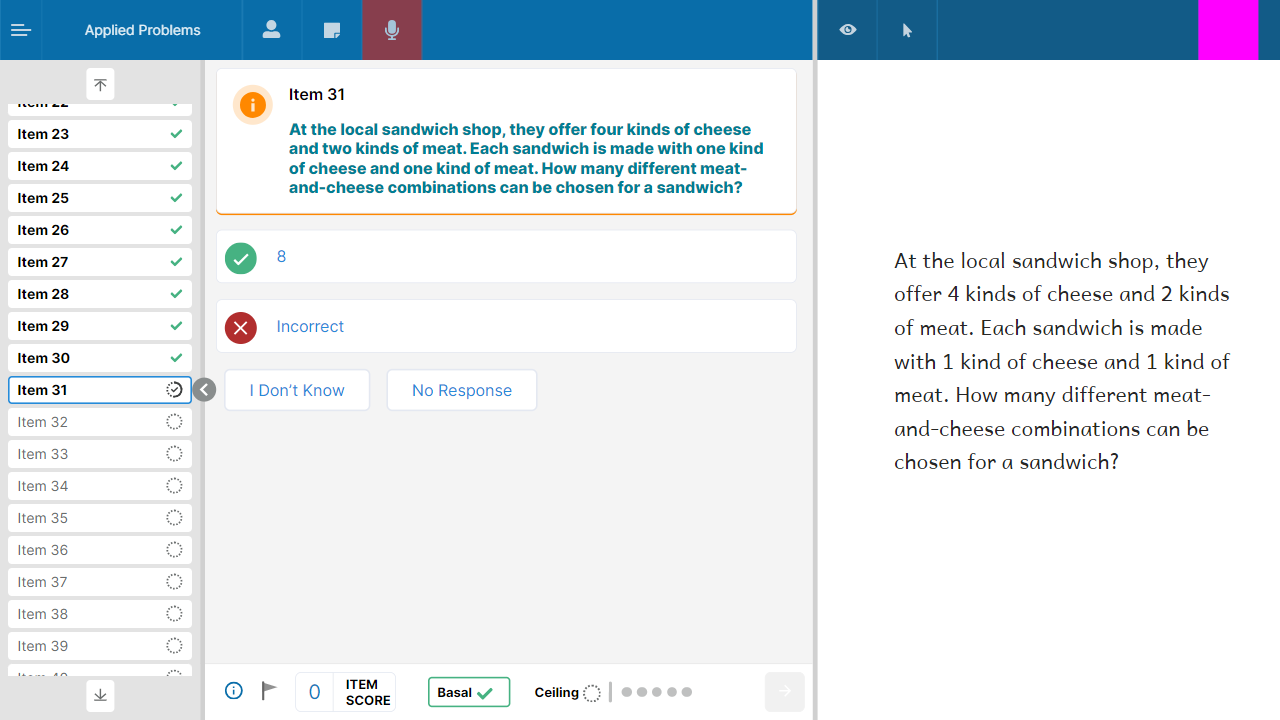 Applied Problems
Item 22
Item 23
Item 24
Item 25
Item 26
Item 27
Item 28
Item 29
Item 30
Item 31
Item 32
Item 33
Item 34
Item 35
Item 36
Item 37
Item 38
Item 39
Item 31
At the local sandwich shop, they offer four kinds of cheese
and two kinds of meat. Each sandwich is made with one kind
of cheese and one kind of meat. How many different meat-
and-cheese combinations can be chosen for a sandwich?
8
Incorrect
I Don’t Know
No Response
0
ITEM
SCORE
Basal
Ceiling
At the local sandwich shop, they
offer 4 kinds of cheese and 2 kinds
of meat. Each sandwich is made
with 1 kind of cheese and 1 kind of
meat. How many different meat-
and-cheese combinations can be
chosen for a sandwich?